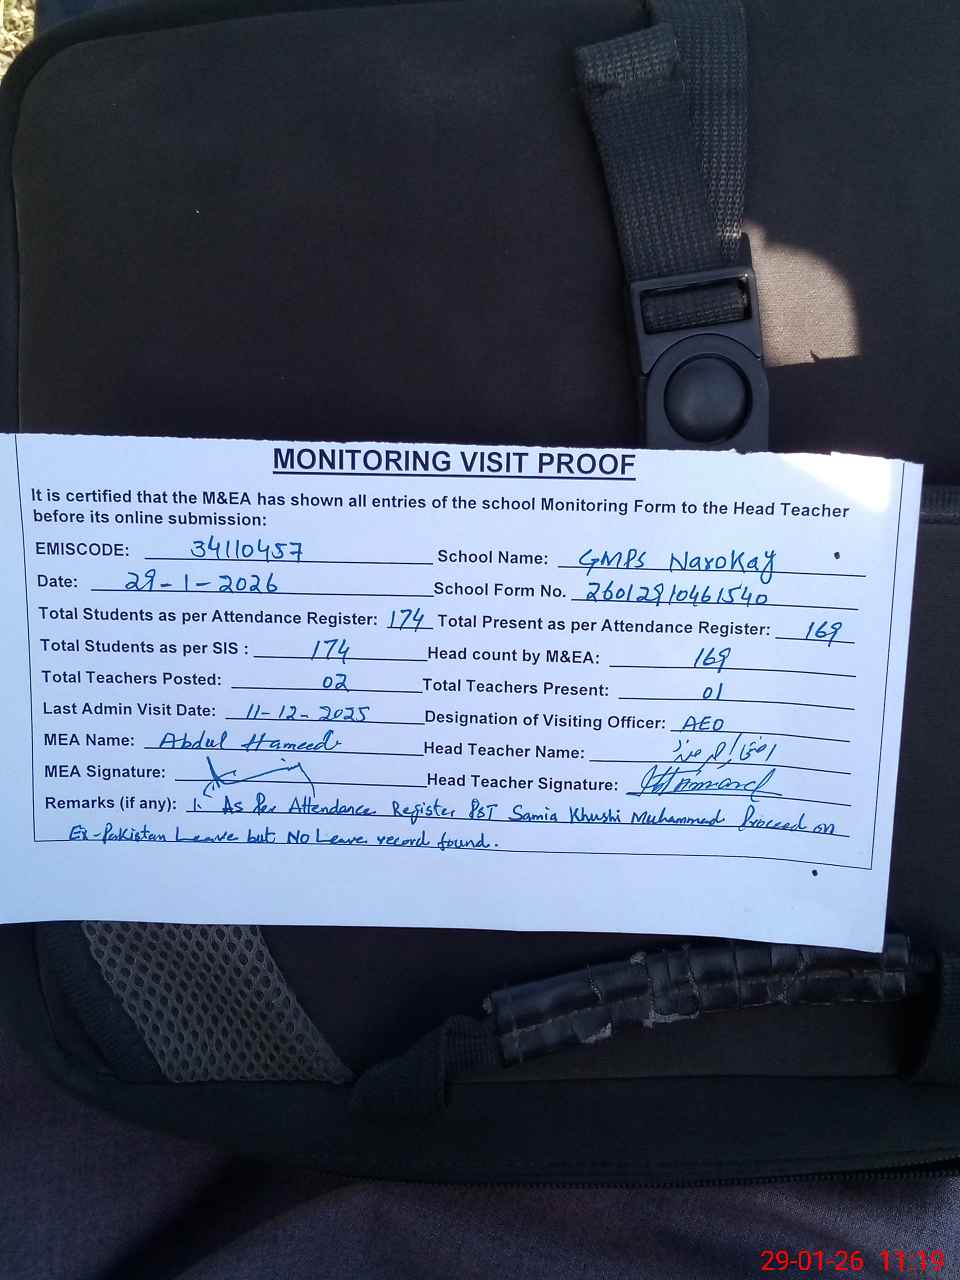 MONITORING VISIT PROOF
It is certified that the M&EA has shown all entries of the school Monitoring Form to the Head Teacher
before its online submission:
EMISCODE: 34110457 School Name: GMPS Narokay
Date: 29-1-2026 School Form No. 26012910461540
Total Students as per Attendance Register: 174 Total Present as per Attendance Register: 169
Total Students as per SIS : 174 Head count by M&EA: 169
Total Teachers Posted: 02 Total Teachers Present: 01
Last Admin Visit Date: 11-12-2025 Designation of Visiting Officer: AEO
MEA Name: Abdul Hameed Head Teacher Name:
MEA Signature: Head Teacher Signature:
Remarks (if any): 1. As Per Attendance Register PST Samia Khushi Muhammad Proceed on
Ex-Pakistan Leave but No Leave record found.
29-01-26 11:19